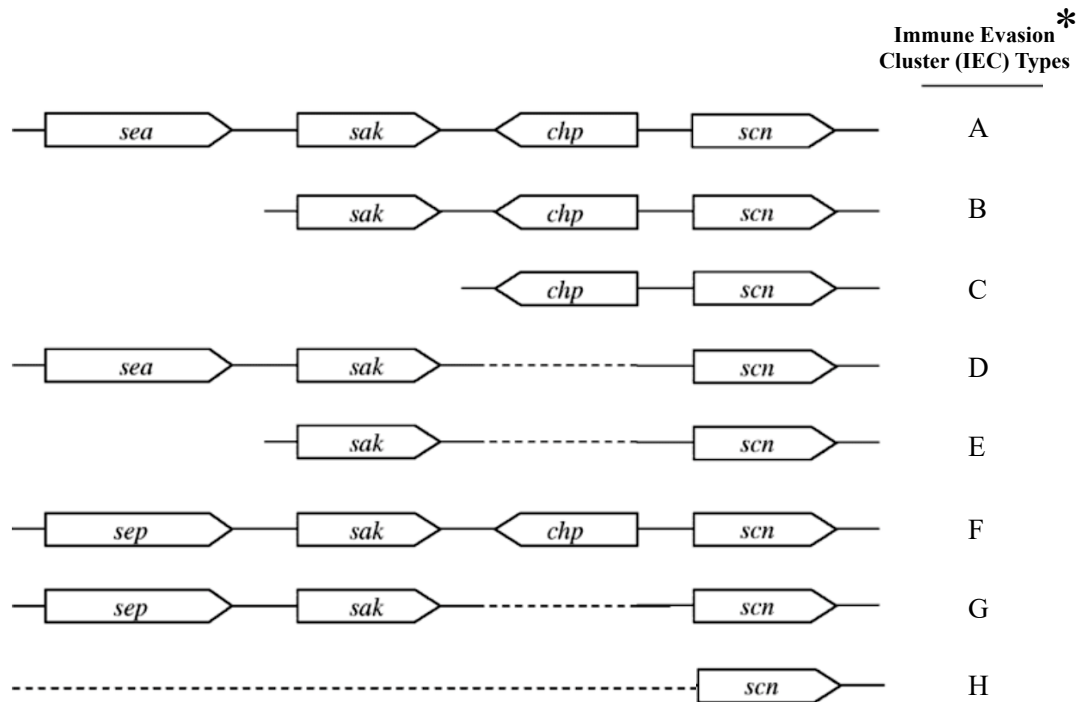 Immune Evasion *
Cluster (IEC) Types
sea sak chp scn A
sak chp scn B
chp scn C
sea sak scn D
sak scn E
sep sak chp scn F
sep sak scn G
scn H